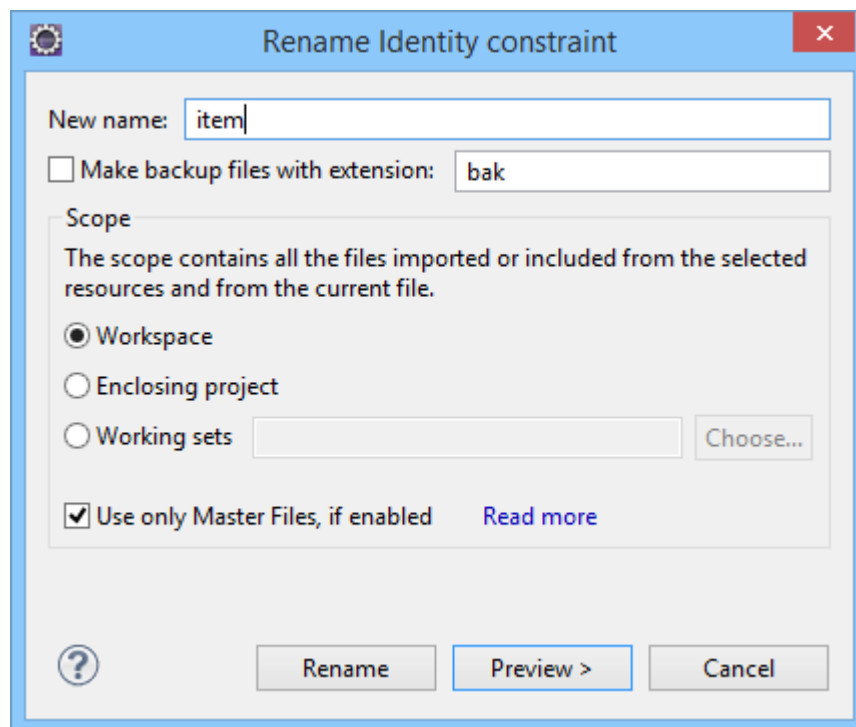 Rename Identity constraint
New name: item
Make backup files with extension: bak
Scope
The scope contains all the files imported or included from the selected
resources and from the current file.
Workspace
Enclosing project
Working sets Choose...
Use only Master Files, if enabled Read more
? Rename Preview > Cancel